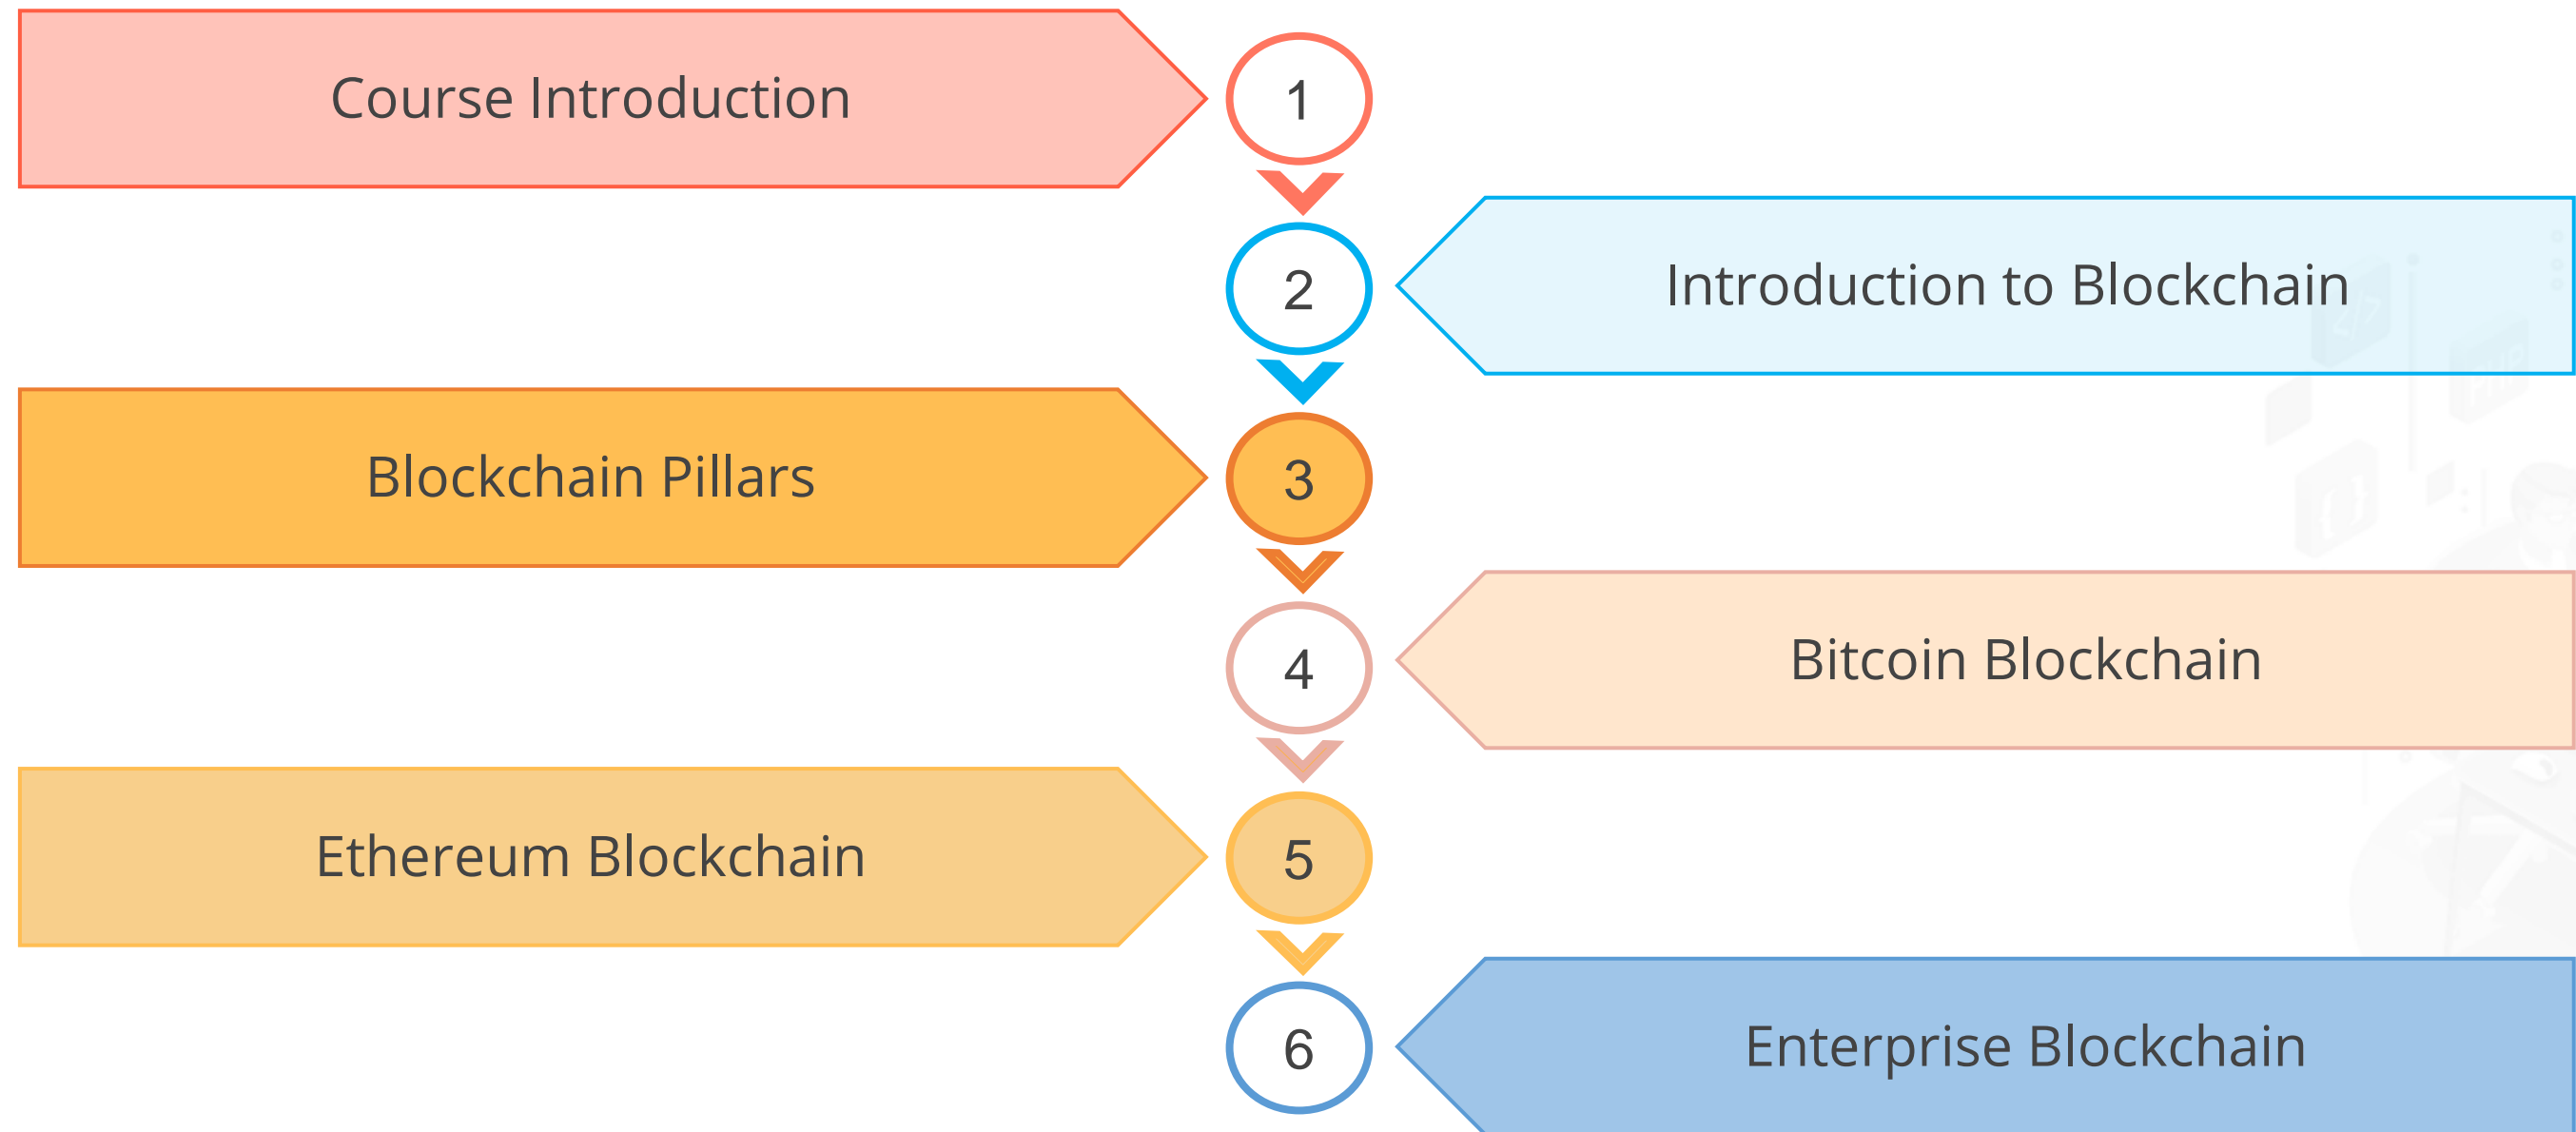 Course Introduction
1
2
Introduction to Blockchain
Blockchain Pillars
3
4
Bitcoin Blockchain
Ethereum Blockchain
5
6
Enterprise Blockchain